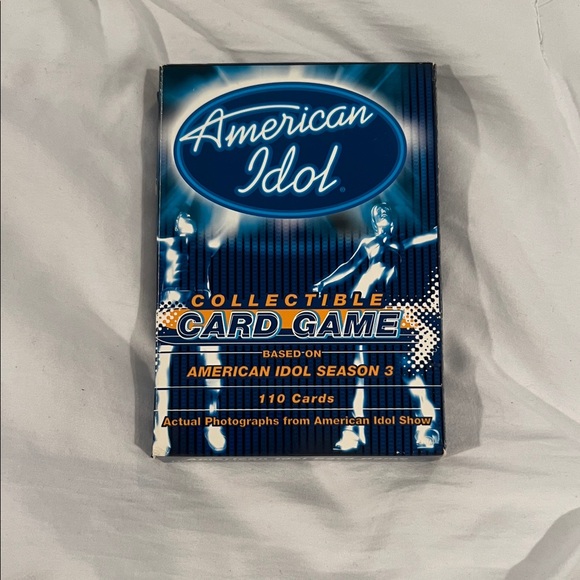 American
Idol®
COLLECTIBLE
CARD GAME
BASED ON
AMERICAN IDOL SEASON 3
110 Cards
Actual Photographs from American Idol Show